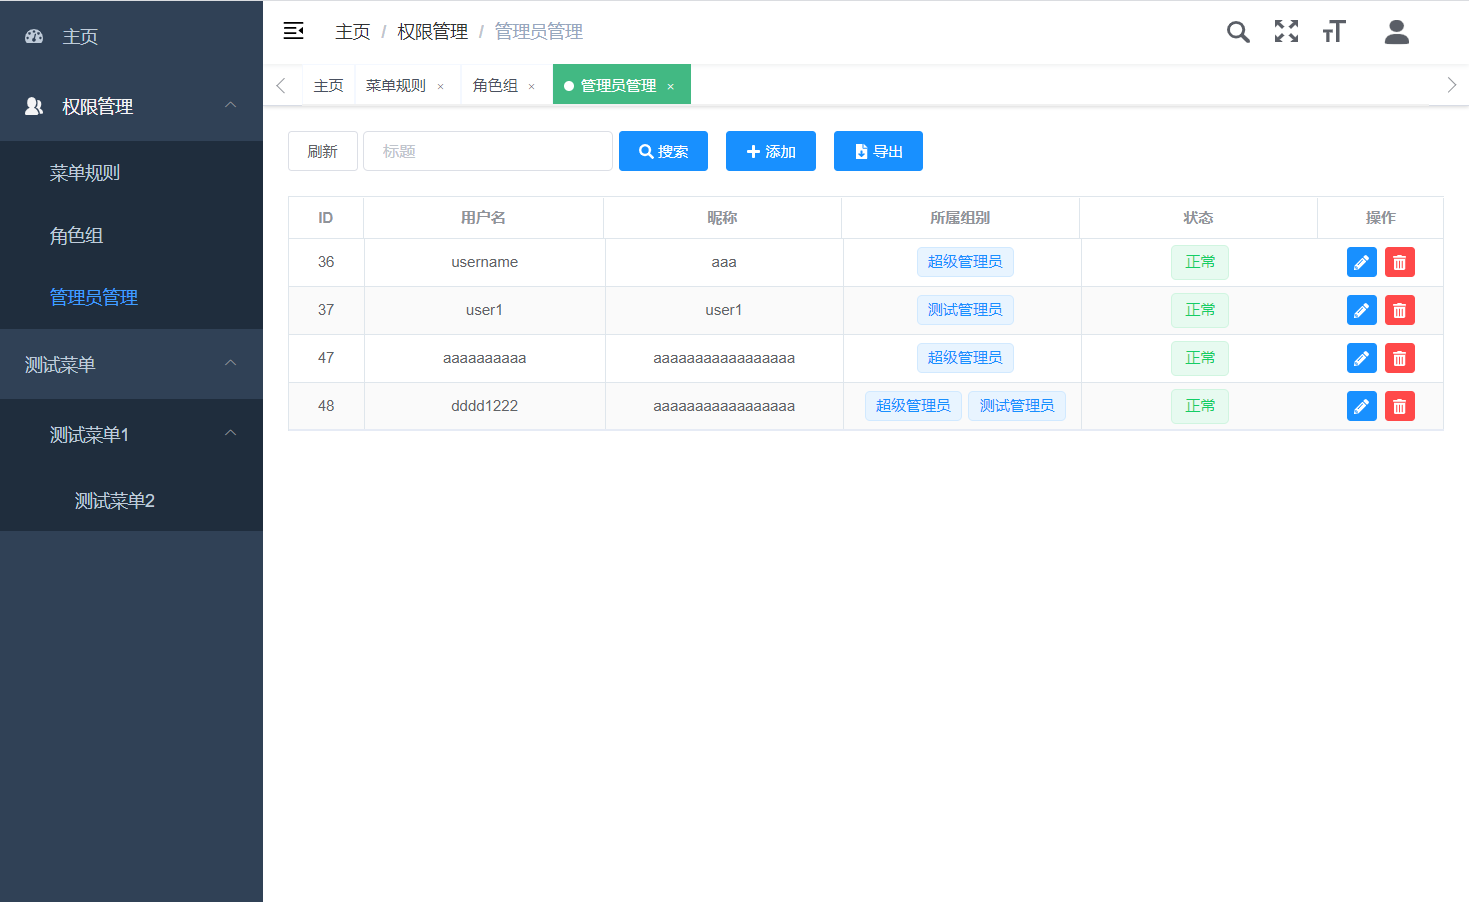 主页
权限管理
菜单规则
角色组
管理员管理
测试菜单
测试菜单1
测试菜单2
主页 / 权限管理 / 管理员管理
主页 菜单规则 × 角色组 × 管理员管理 ×
刷新 标题 搜索 添加 导出
ID 用户名 昵称 所属组别 状态 操作
36 username aaa 超级管理员 正常
37 user1 user1 测试管理员 正常
47 aaaaaaaaaa aaaaaaaaaaaaaaaaa 超级管理员 正常
48 dddd1222 aaaaaaaaaaaaaaaaa 超级管理员 测试管理员 正常